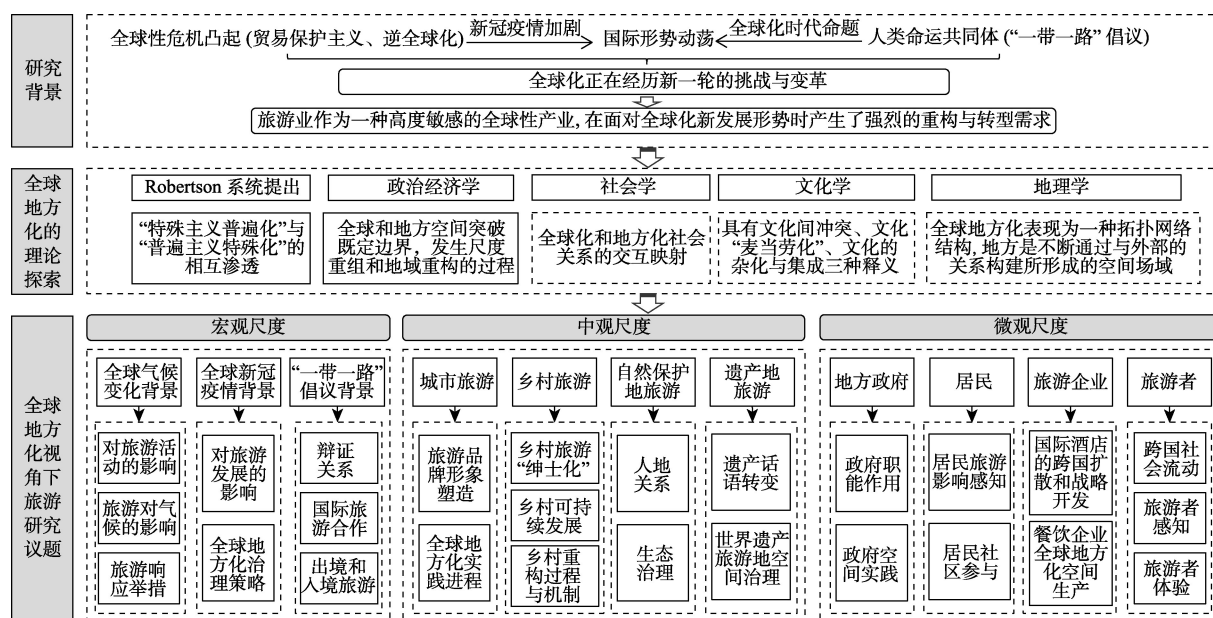 研究
背景
全球性危机凸起 (贸易保护主义、逆全球化)
新冠疫情加剧
国际形势动荡
全球化时代命题
人类命运共同体 (“一带一路” 倡议)
全球化正在经历新一轮的挑战与变革
旅游业作为一种高度敏感的全球性产业, 在面对全球化新发展形势时产生了强烈的重构与转型需求
全球
地方
化的
理论
探索
Robertson 系统提出
“特殊主义普遍化”与
“普遍主义特殊化”的
相互渗透
政治经济学
全球和地方空间突破
既定边界，发生尺度
重组和地域重构的过程
社会学
全球化和地方化社会
关系的交互映射
文化学
具有文化间冲突、文化
“麦当劳化”、文化的
杂化与集成三种释义
地理学
全球地方化表现为一种拓扑网络
结构, 地方是不断通过与外部的
关系构建所形成的空间场域
全球
地方
化视
角下
旅游
研究
议题
宏观尺度
全球气候
变化背景
对旅游活
动的影响
旅游对气
候的影响
旅游响
应举措
全球新冠
疫情背景
对旅游
发展的
影响
全球地
方化治
理策略
“一带一路”
倡议背景
辩证
关系
国际旅
游合作
出境和
入境旅游
中观尺度
城市旅游
旅游品
牌形象
塑造
全球地
方化实
践进程
乡村旅游
乡村旅游
“绅士化”
乡村可持
续发展
乡村重
构过程
与机制
自然保护
地旅游
人地
关系
生态
治理
遗产地
旅游
遗产话
语转变
世界遗产
旅游地空
间治理
微观尺度
地方政府
政府职
能作用
政府空
间实践
居民
居民旅游
影响感知
居民社
区参与
旅游企业
国际酒店
的跨国扩
散和战略
开发
餐饮企业
全球地方
化空间
生产
旅游者
跨国社
会流动
旅游者
感知
旅游者
体验